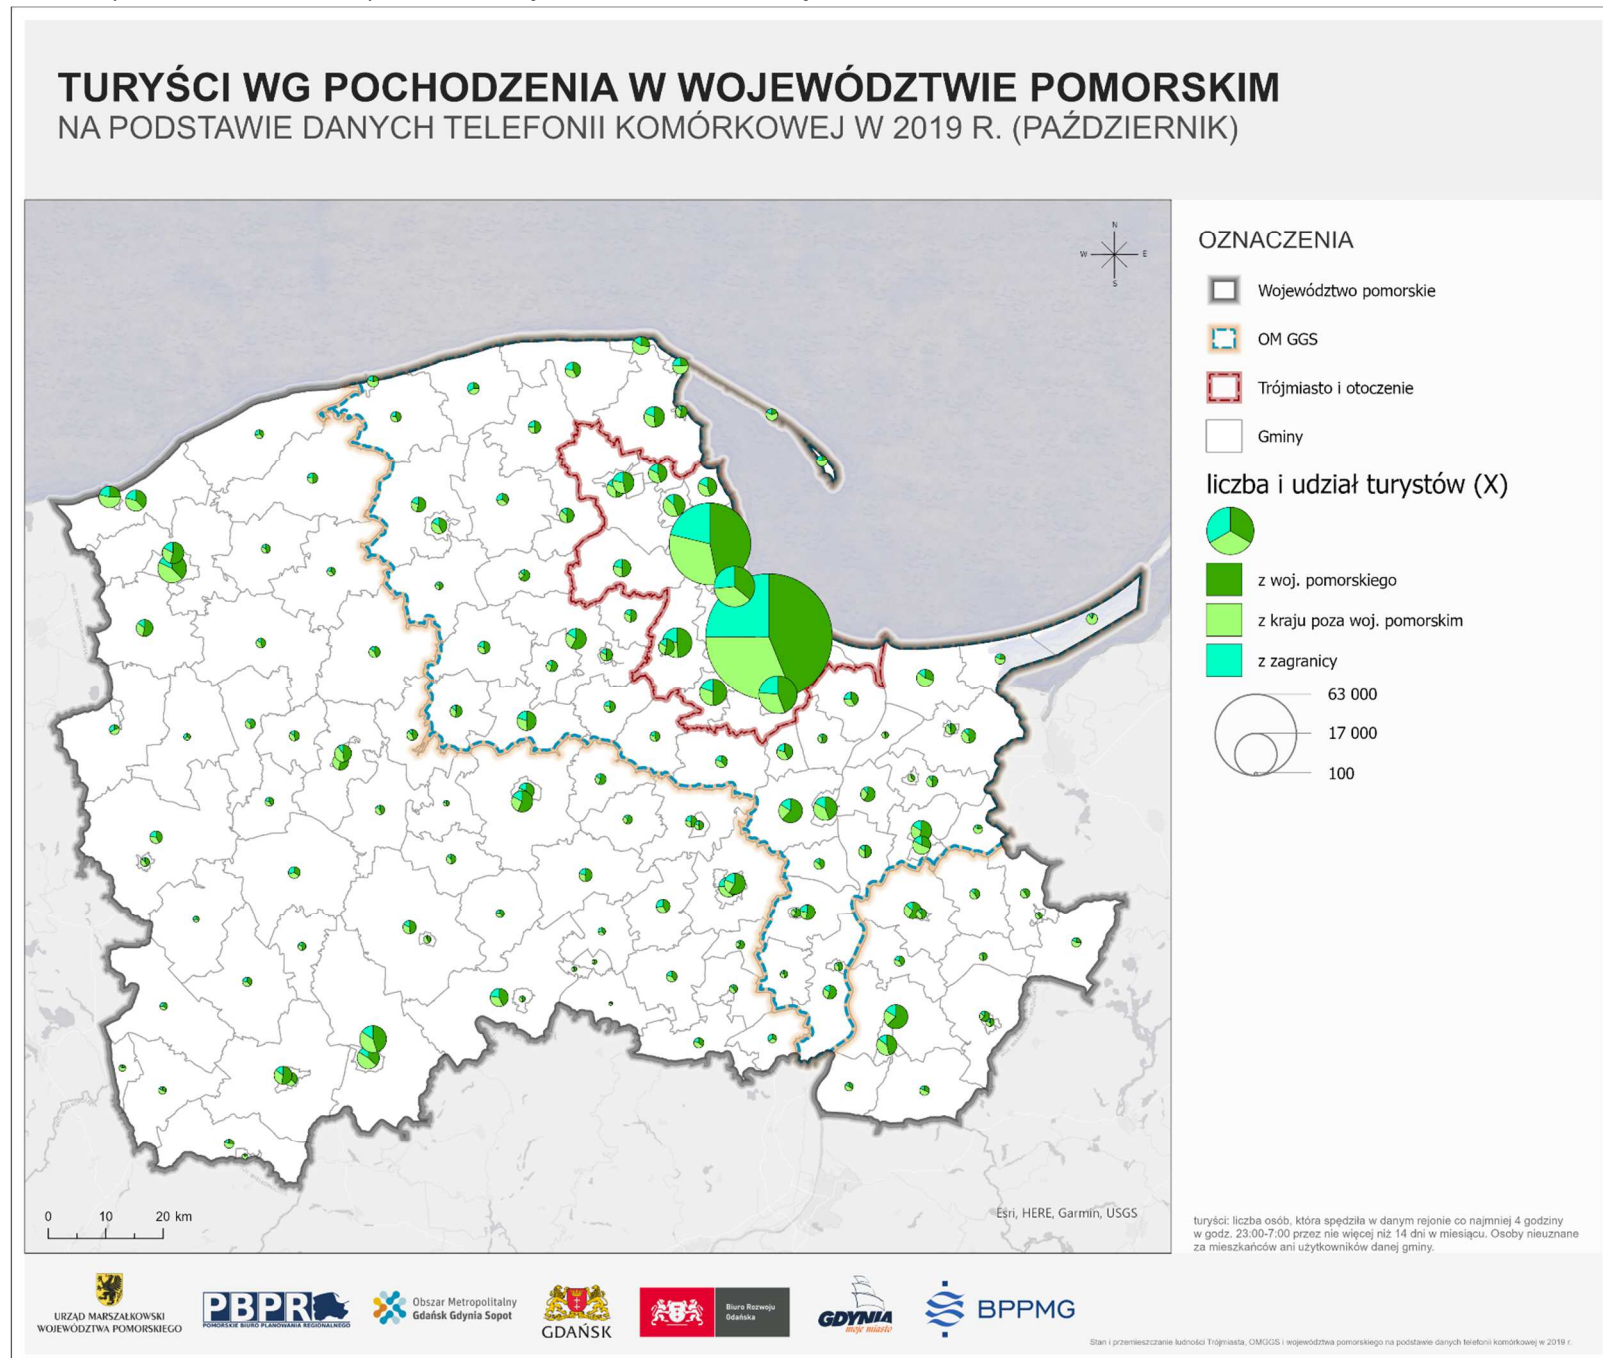 TURYŚCI WG POCHODZENIA W WOJEWÓDZTWIE POMORSKIM
NA PODSTAWIE DANYCH TELEFONII KOMÓRKOWEJ W 2019 R. (PAŹDZIERNIK)
N
W
E
S
OZNACZENIA
Województwo pomorskie
OM GGS
Trójmiasto i otoczenie
Gminy
liczba i udział turystów (X)
z woj. pomorskiego
z kraju poza woj. pomorskim
z zagranicy
63 000
17 000
100
0 10 20 km
Esri, HERE, Garmin, USGS
turyści: liczba osób, która spędziła w danym rejonie co najmniej 4 godziny
w godz. 23:00-7:00 przez nie więcej niż 14 dni w miesiącu. Osoby nieuznane
za mieszkańców ani użytkowników danej gminy.
URZĄD MARSZAŁKOWSKI
WOJEWÓDZTWA POMORSKIEGO
PBPR
POMORSKIE BIURO PLANOWANIA REGIONALNEGO
Obszar Metropolitalny
Gdańsk Gdynia Sopot
GDAŃSK
Biuro Rozwoju
Gdańska
GDYNIA
moje miasto
BPPMG
Stan i przemieszczanie ludności Trójmiasta, OMGGS i województwa pomorskiego na podstawie danych telefonii komórkowej w 2019 r.